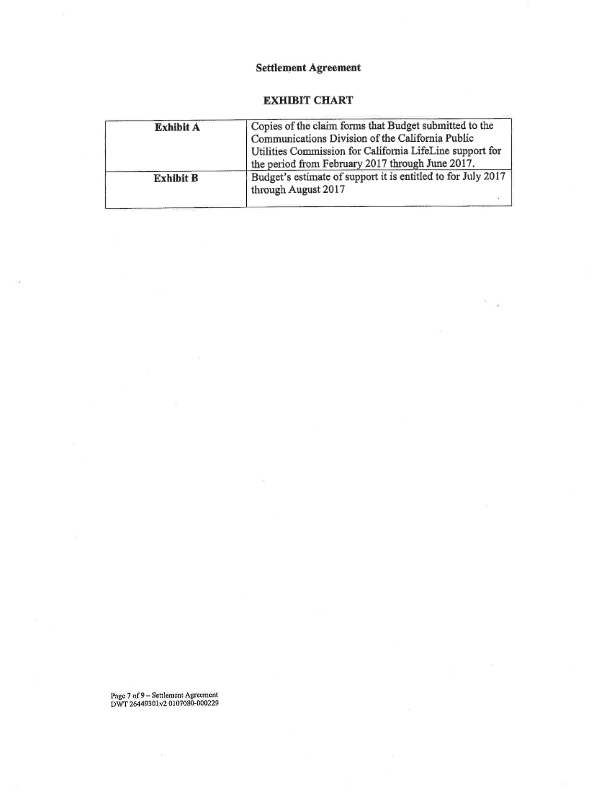 Settlement Agreement
EXHIBIT CHART
Exhibit A
Copies of the claim forms that Budget submitted to the
Communications Division of the California Public
Utilities Commission for California LifeLine support for
the period from February 2017 through June 2017.
Exhibit B
Budget's estimate of support it is entitled to for July 2017
through August 2017
Page 7 of 9 – Settlement Agreement
DWT 26449301v2 0107080-000229